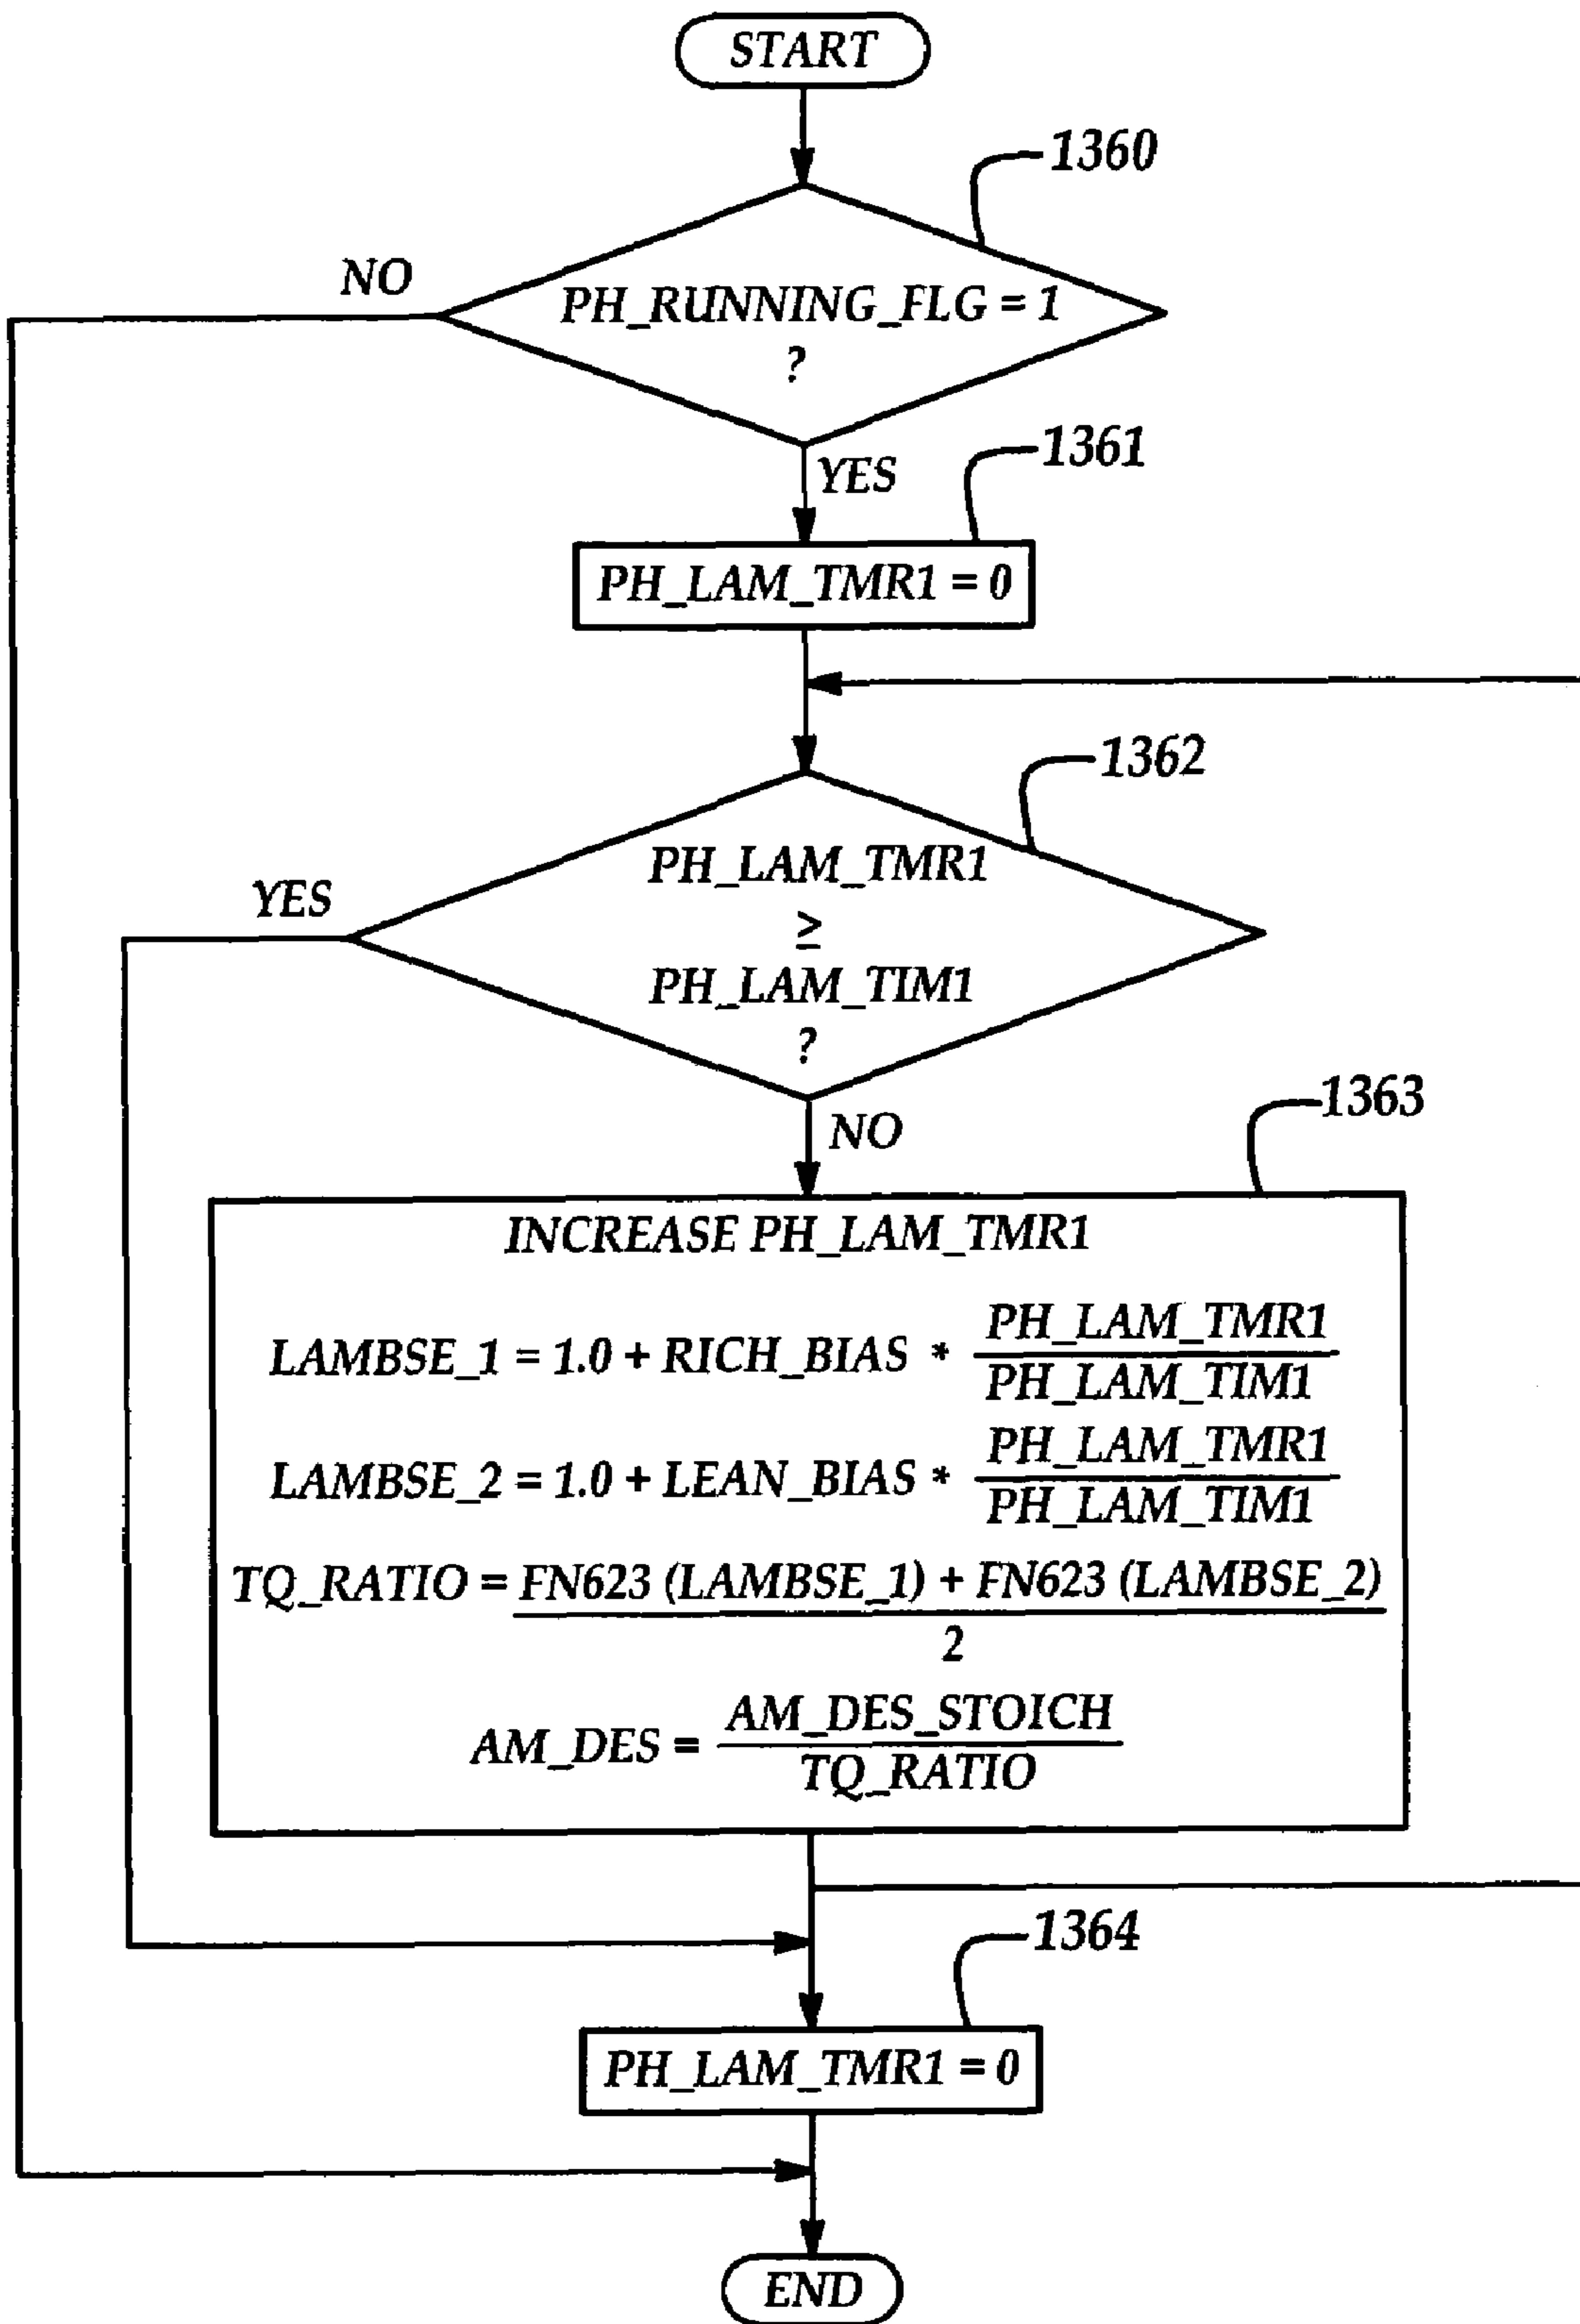 START
1360
NO
PH_RUNNING_FLG = 1
?
1361
YES
PH_LAM_TMR1 = 0
1362
YES
PH_LAM_TMR1
≥
PH_LAM_TIM1
?
1363
NO
INCREASE PH_LAM_TMR1
LAMBSE_1 = 1.0 + RICH_BIAS * PH_LAM_TMR1
PH_LAM_TIM1
LAMBSE_2 = 1.0 + LEAN_BIAS * PH_LAM_TMR1
PH_LAM_TIM1
TQ_RATIO = FN623 (LAMBSE_1) + FN623 (LAMBSE_2)
2
AM_DES = AM_DES_STOICH
TQ_RATIO
1364
PH_LAM_TMR1 = 0
END